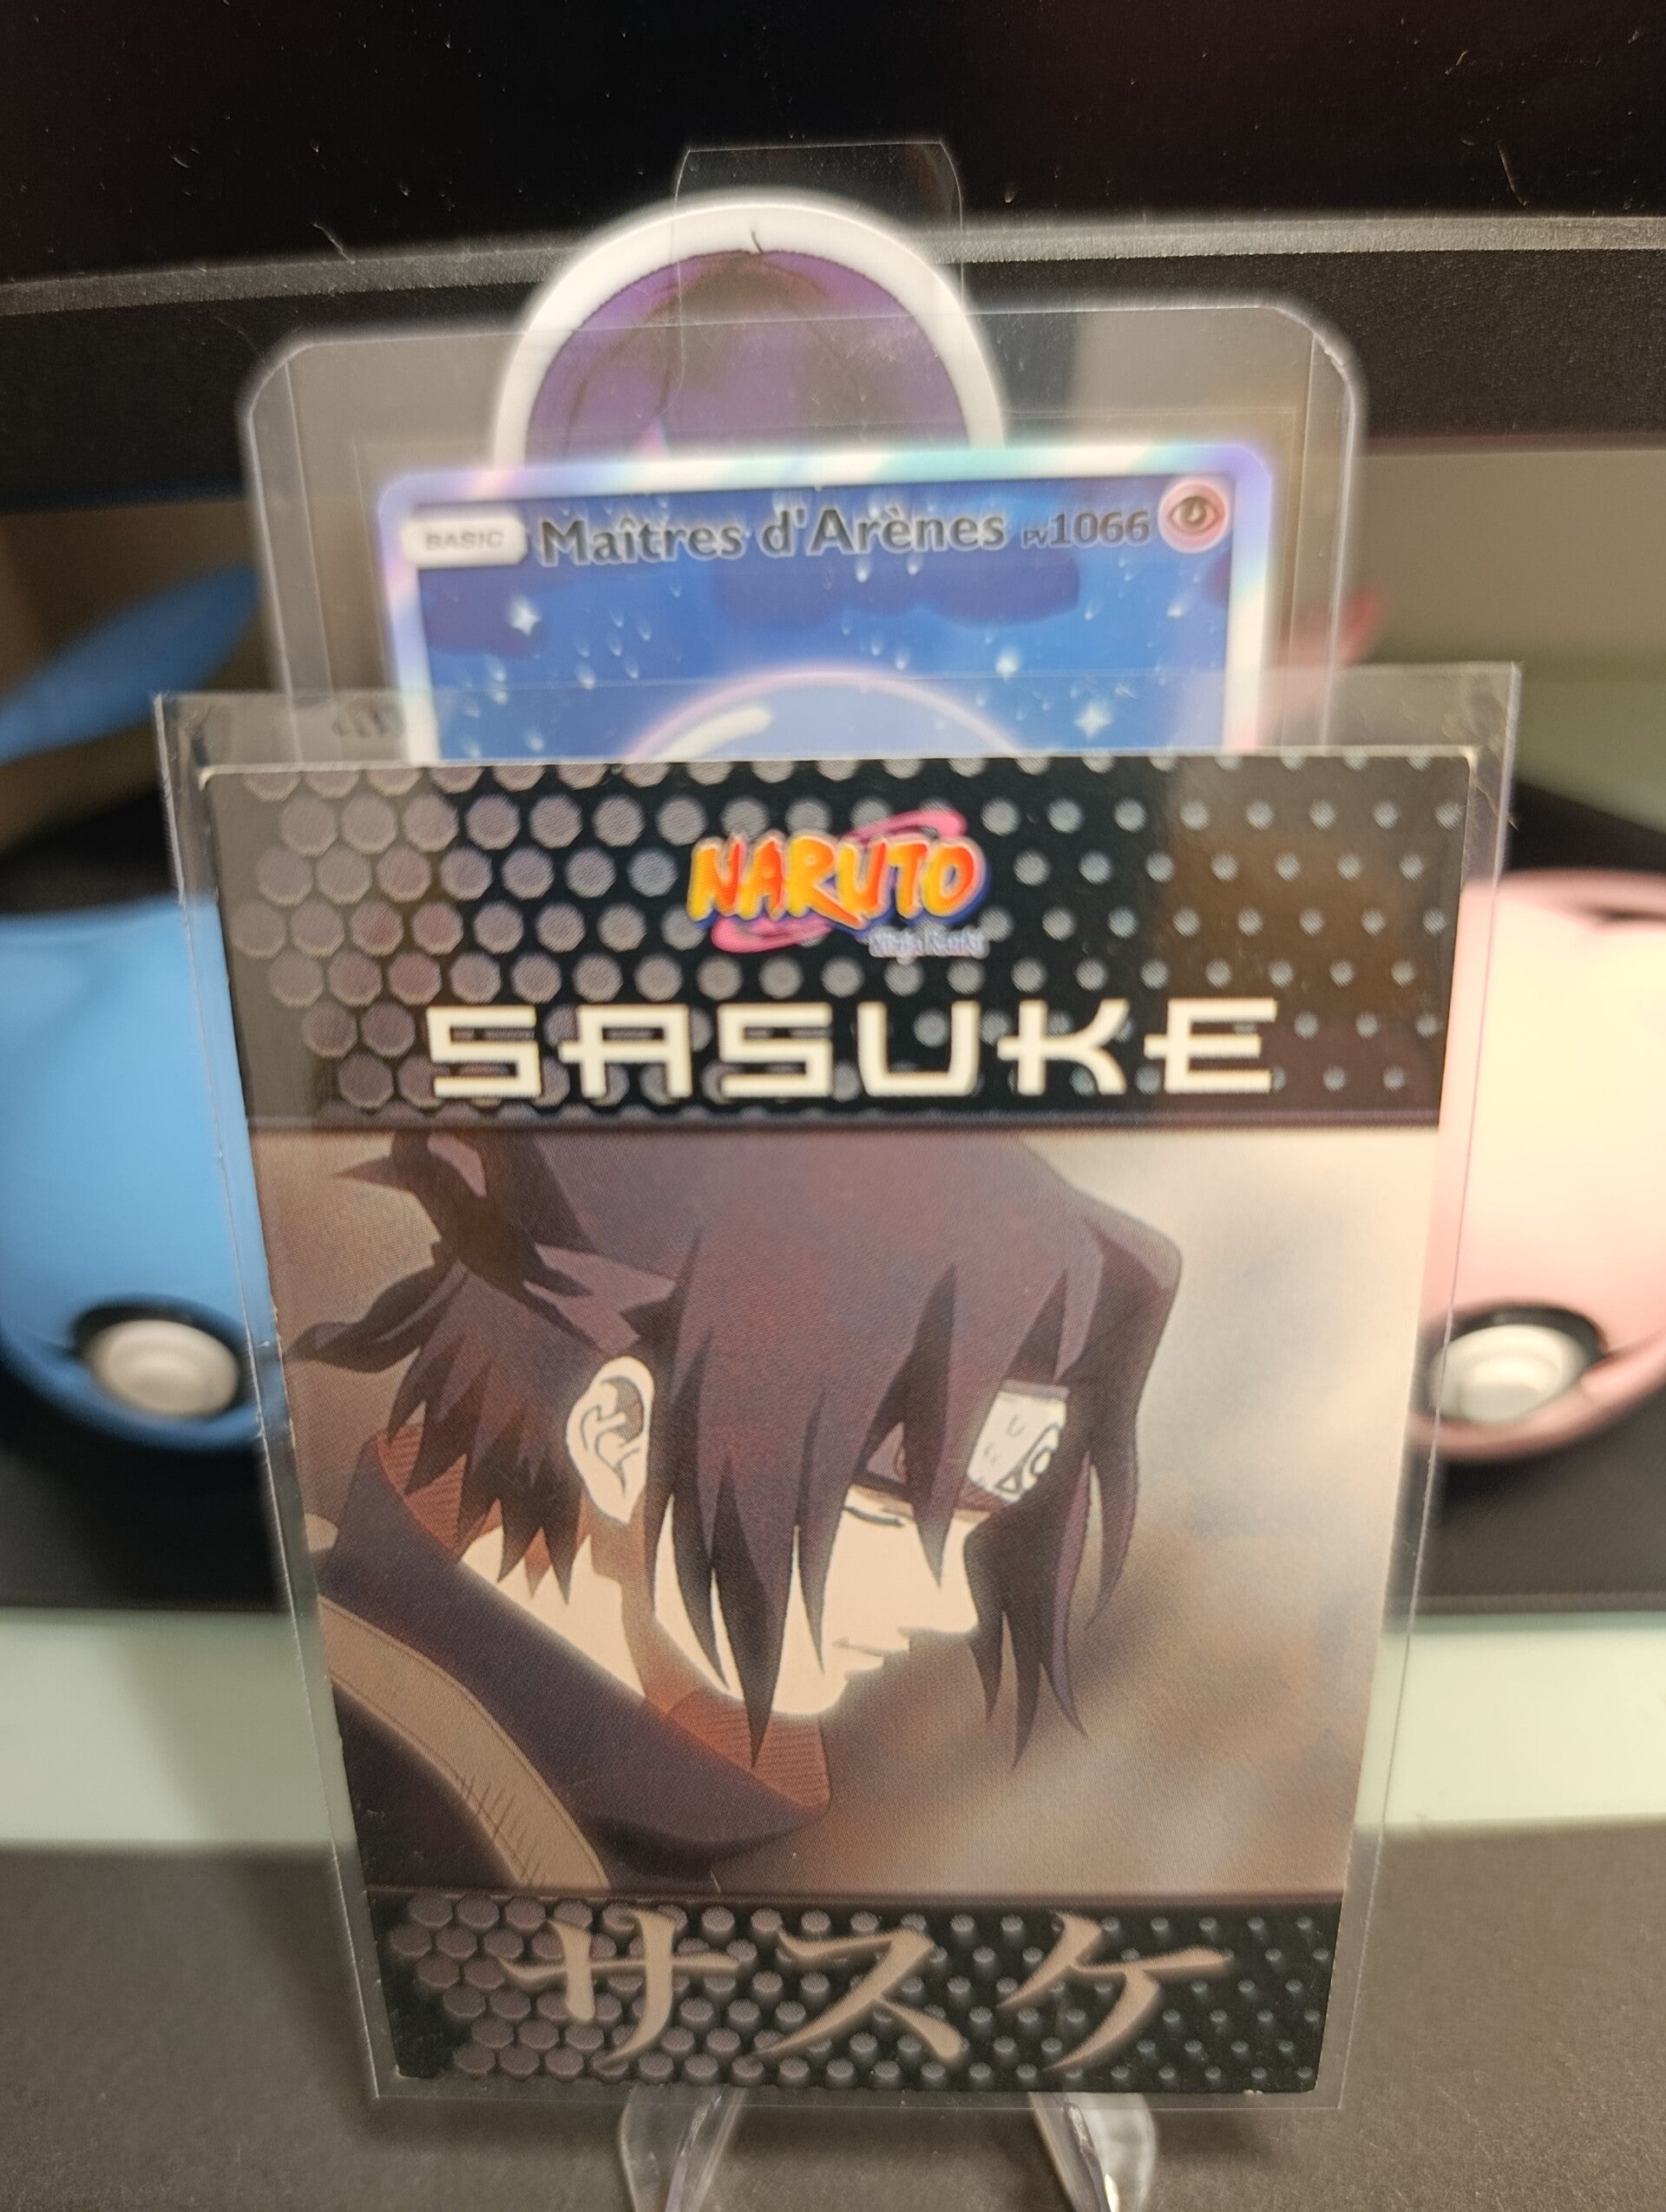 BASIC Maîtres d'Arènes PV1066
NARUTO
SASUKE
サスケ